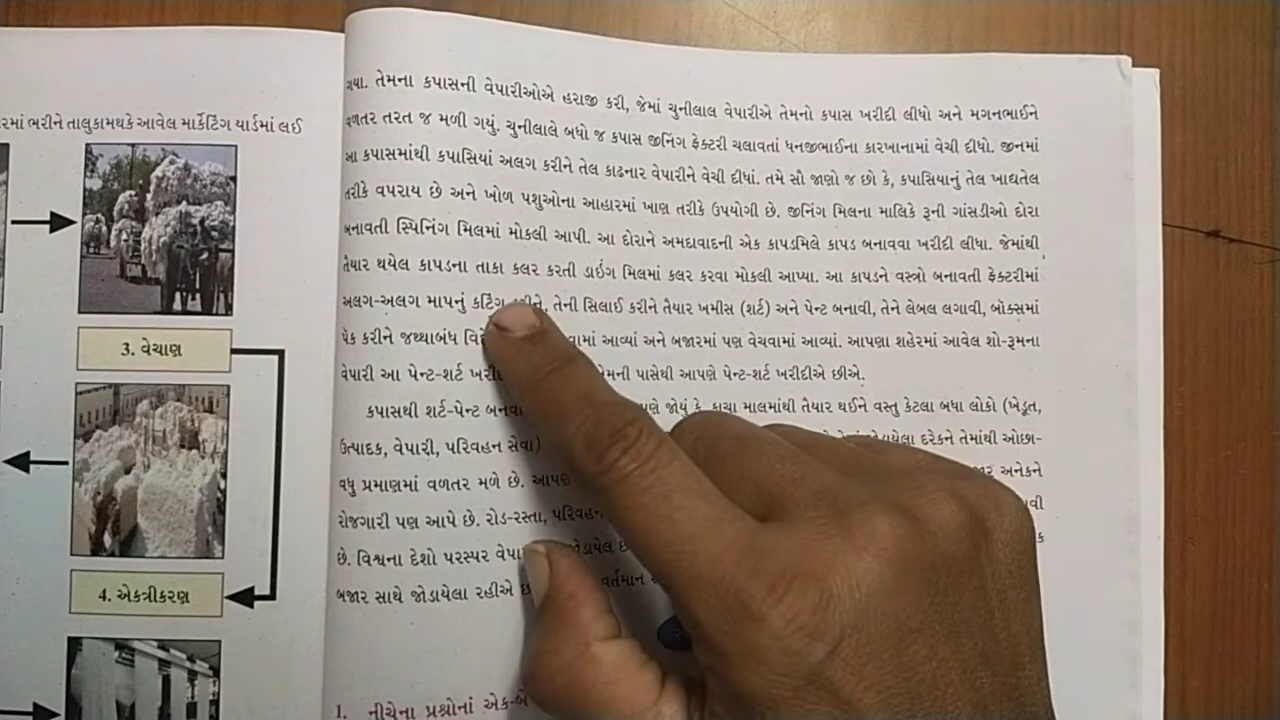 રમાં ભરીને તાલુકામથકે આવેલ માર્કેટિંગ યાર્ડમાં લઈ
3. વેચાણ
4. એકત્રીકરણ
ગયા. તેમના કપાસની વેપારીઓએ હરાજી કરી, જેમાં ચુનીલાલ વેપારીએ તેમનો કપાસ ખરીદી લીધો અને મગનભાઈને
વળતર તરત જ મળી ગયું. ચુનીલાલે બધો જ કપાસ જીનિંગ ફેક્ટરી ચલાવતાં ધનજીભાઈના કારખાનામાં વેચી દીધો. જીનમાં
આ કપાસમાંથી કપાસિયાં અલગ કરીને તેલ કાઢનાર વેપારીને વેચી દીધાં. તમે સૌ જાણો જ છો કે, કપાસિયાનું તેલ ખાદ્યતેલ
તરીકે વપરાય છે અને ખોળ પશુઓના આહારમાં ખાણ તરીકે ઉપયોગી છે. જીનિંગ મિલના માલિકે રૂની ગાંસડીઓ દોરા
બનાવતી સ્પિનિંગ મિલમાં મોકલી આપી. આ દોરાને અમદાવાદની એક કાપડમિલે કાપડ બનાવવા ખરીદી લીધા. જેમાંથી
તૈયાર થયેલ કાપડના તાકા કલર કરતી ડાઇંગ મિલમાં કલર કરવા મોકલી આપ્યા. આ કાપડને વસ્ત્રો બનાવતી ફેક્ટરીમાં
અલગ-અલગ માપનું કટિંગ કરીને, તેની સિલાઈ કરીને તૈયાર ખમીસ (શર્ટ) અને પેન્ટ બનાવી, તેને લેબલ લગાવી, બૉક્સમાં
પૅક કરીને જથ્થાબંધ આવ્યાં અને બજારમાં પણ વેચવામાં આવ્યાં. આપણા શહેરમાં આવેલ શો-રૂમના
વેપારી આ પેન્ટ-શર્ટ પાસેથી આપણે પેન્ટ-શર્ટ ખરીદીએ છીએ.
કપાસથી શર્ટ-પેન્ટ જોયું કે, કાચા માલમાંથી તૈયાર થઈને વસ્તુ કેટલા બધા લોકો (ખેડૂત,
ઉત્પાદક, વેપારી, પરિવહન સેવા) દરેકને તેમાંથી ઓછા-
વધુ પ્રમાણમાં વળતર મળે છે. અનેકને
રોજગારી પણ આપે છે. રોડ-રસ્તા,
છે. વિશ્વના દેશો પરસ્પર
બજાર સાથે જોડાયેલા રહીએ વર્તમાન
1. નીચેના પ્રશ્નોનાં